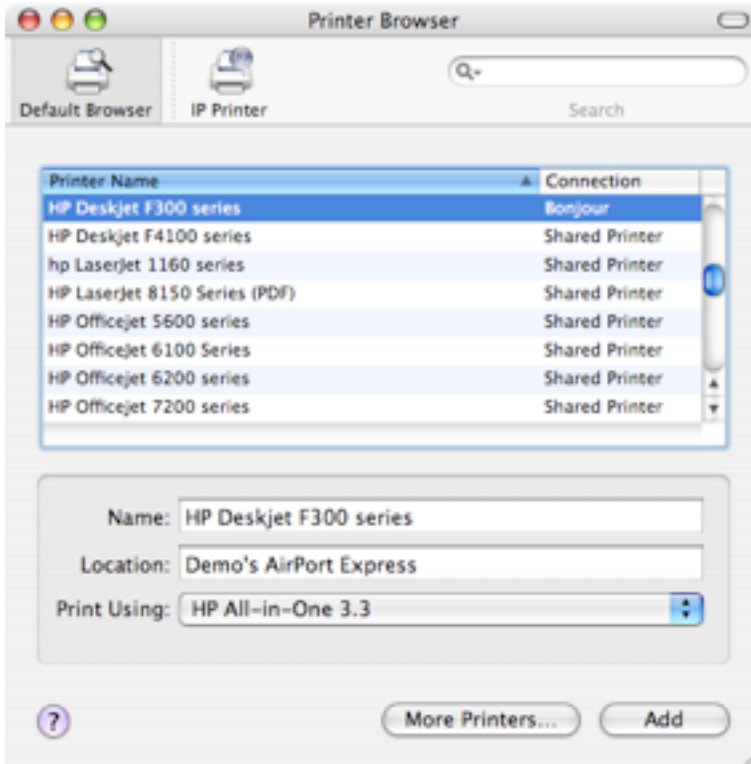 Printer Browser
Default Browser
IP Printer
Search
Printer Name Connection
HP Deskjet F300 series Bonjour
HP Deskjet F4100 series Shared Printer
hp LaserJet 1160 series Shared Printer
HP LaserJet 8150 Series (PDF) Shared Printer
HP Officejet 5600 series Shared Printer
HP OfficeJet 6100 Series Shared Printer
HP Officejet 6200 series Shared Printer
HP Officejet 7200 series Shared Printer
Name: HP Deskjet F300 series
Location: Demo's AirPort Express
Print Using: HP All-in-One 3.3
? More Printers... Add